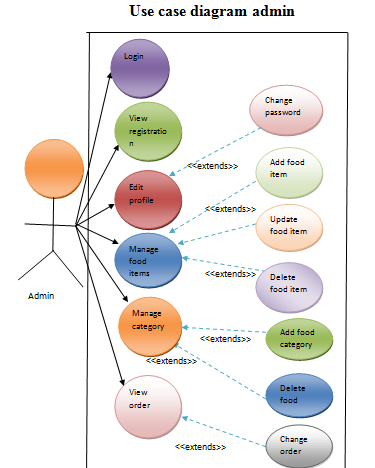 Use case diagram admin
Login
View
registratio
n
Change
password
<<extends>>
Add food
item
Edit
profile
<<extends>>
Update
food item
Manage
food
items
<<extends>>
Delete
food item
Admin
Manage
category
<<extends>>
Add food
category
<<extends>>
View
order
Delete
food
<<extends>>
Change
order